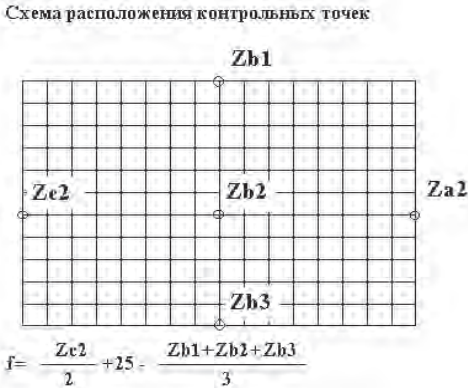 Схема расположения контрольных точек
Zb1
Zc2 Zb2 Za2
Zb3
f= Zc2/2 +25 - Zb1+Zb2+Zb3/3